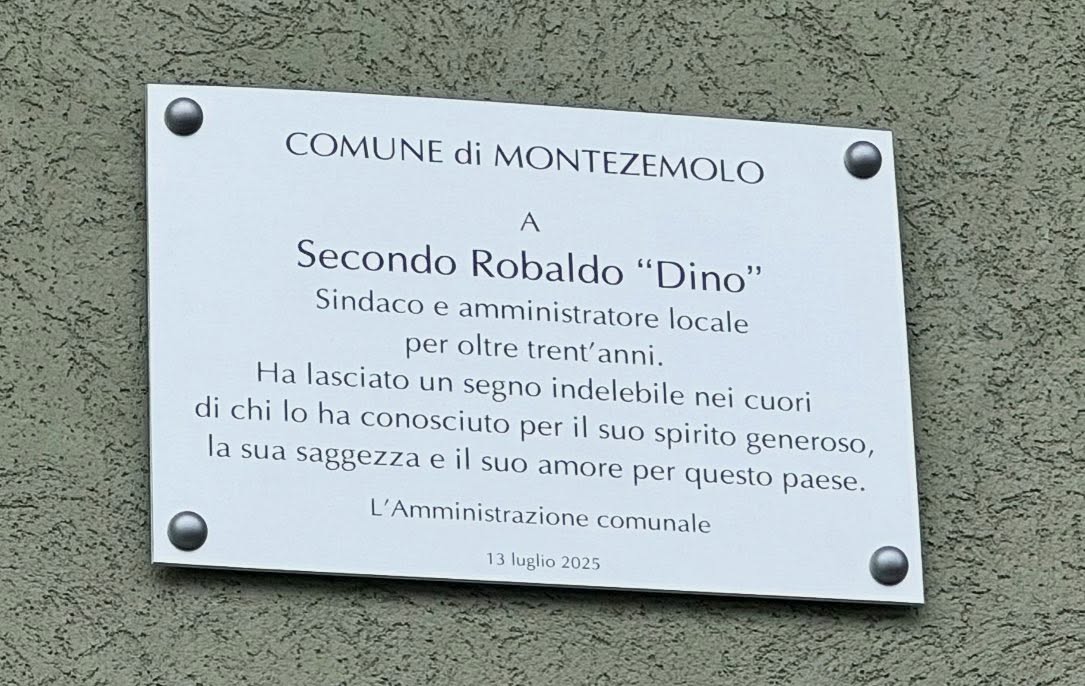 COMUNE di MONTEZEMOLO
A
Secondo Robaldo “Dino”
Sindaco e amministratore locale
per oltre trent’anni.
Ha lasciato un segno indelebile nei cuori
di chi lo ha conosciuto per il suo spirito generoso,
la sua saggezza e il suo amore per questo paese.
L’Amministrazione comunale
13 luglio 2025